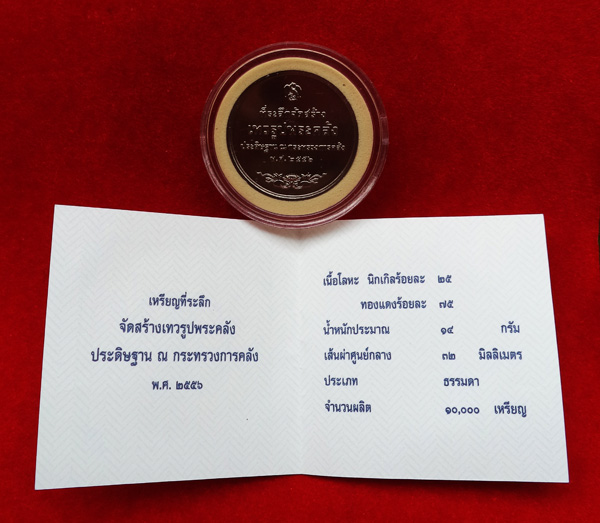 ที่ระลึกจัดสร้าง
เทวรูปพระคลัง
ประดิษฐาน ณ กระทรวงการคลัง
พ.ศ. ๒๕๕๖
เหรียญที่ระลึก
จัดสร้างเทวรูปพระคลัง
ประดิษฐาน ณ กระทรวงการคลัง
พ.ศ. ๒๕๕๖
เนื้อโลหะ นิกเกิลร้อยละ ๒๕
ทองแดงร้อยละ ๗๕
น้ำหนักประมาณ ๑๔ กรัม
เส้นผ่าศูนย์กลาง ๓๒ มิลลิเมตร
ประเภท ธรรมดา
จำนวนผลิต ๑๐,๐๐๐ เหรียญ